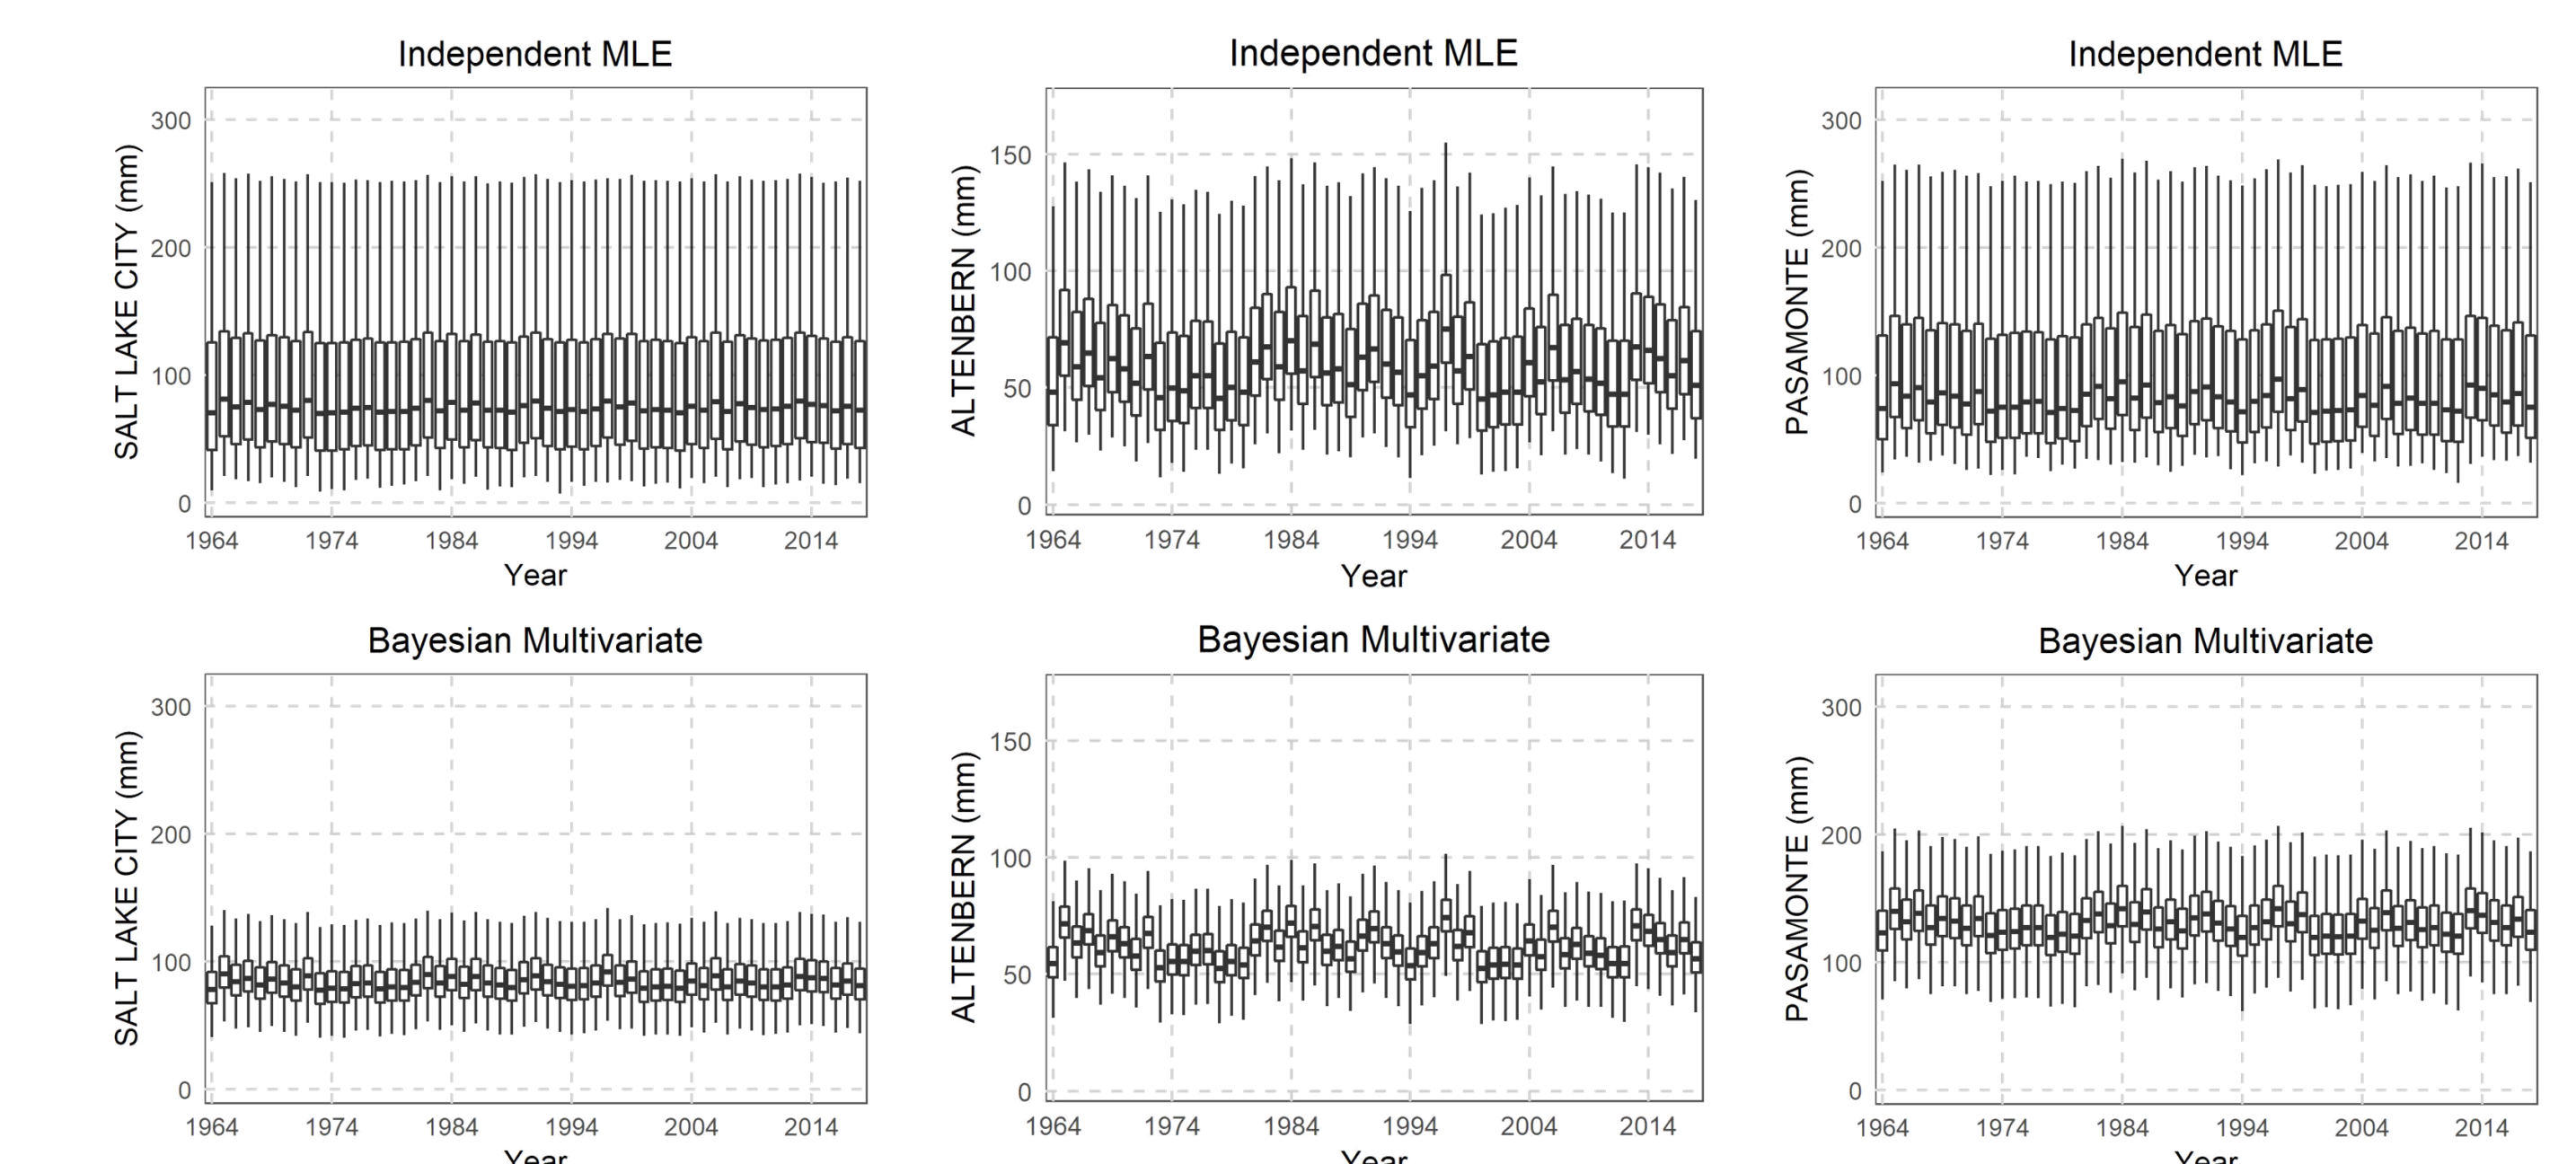 Independent MLE
SALT LAKE CITY (mm)
300
200
100
0
1964 1974 1984 1994 2004 2014
Year
Independent MLE
ALTENBERN (mm)
150
100
50
0
1964 1974 1984 1994 2004 2014
Year
Independent MLE
PASAMONTE (mm)
300
200
100
0
1964 1974 1984 1994 2004 2014
Year
Bayesian Multivariate
SALT LAKE CITY (mm)
300
200
100
0
1964 1974 1984 1994 2004 2014
Year
Bayesian Multivariate
ALTENBERN (mm)
150
100
50
0
1964 1974 1984 1994 2004 2014
Year
Bayesian Multivariate
PASAMONTE (mm)
300
200
100
0
1964 1974 1984 1994 2004 2014
Year